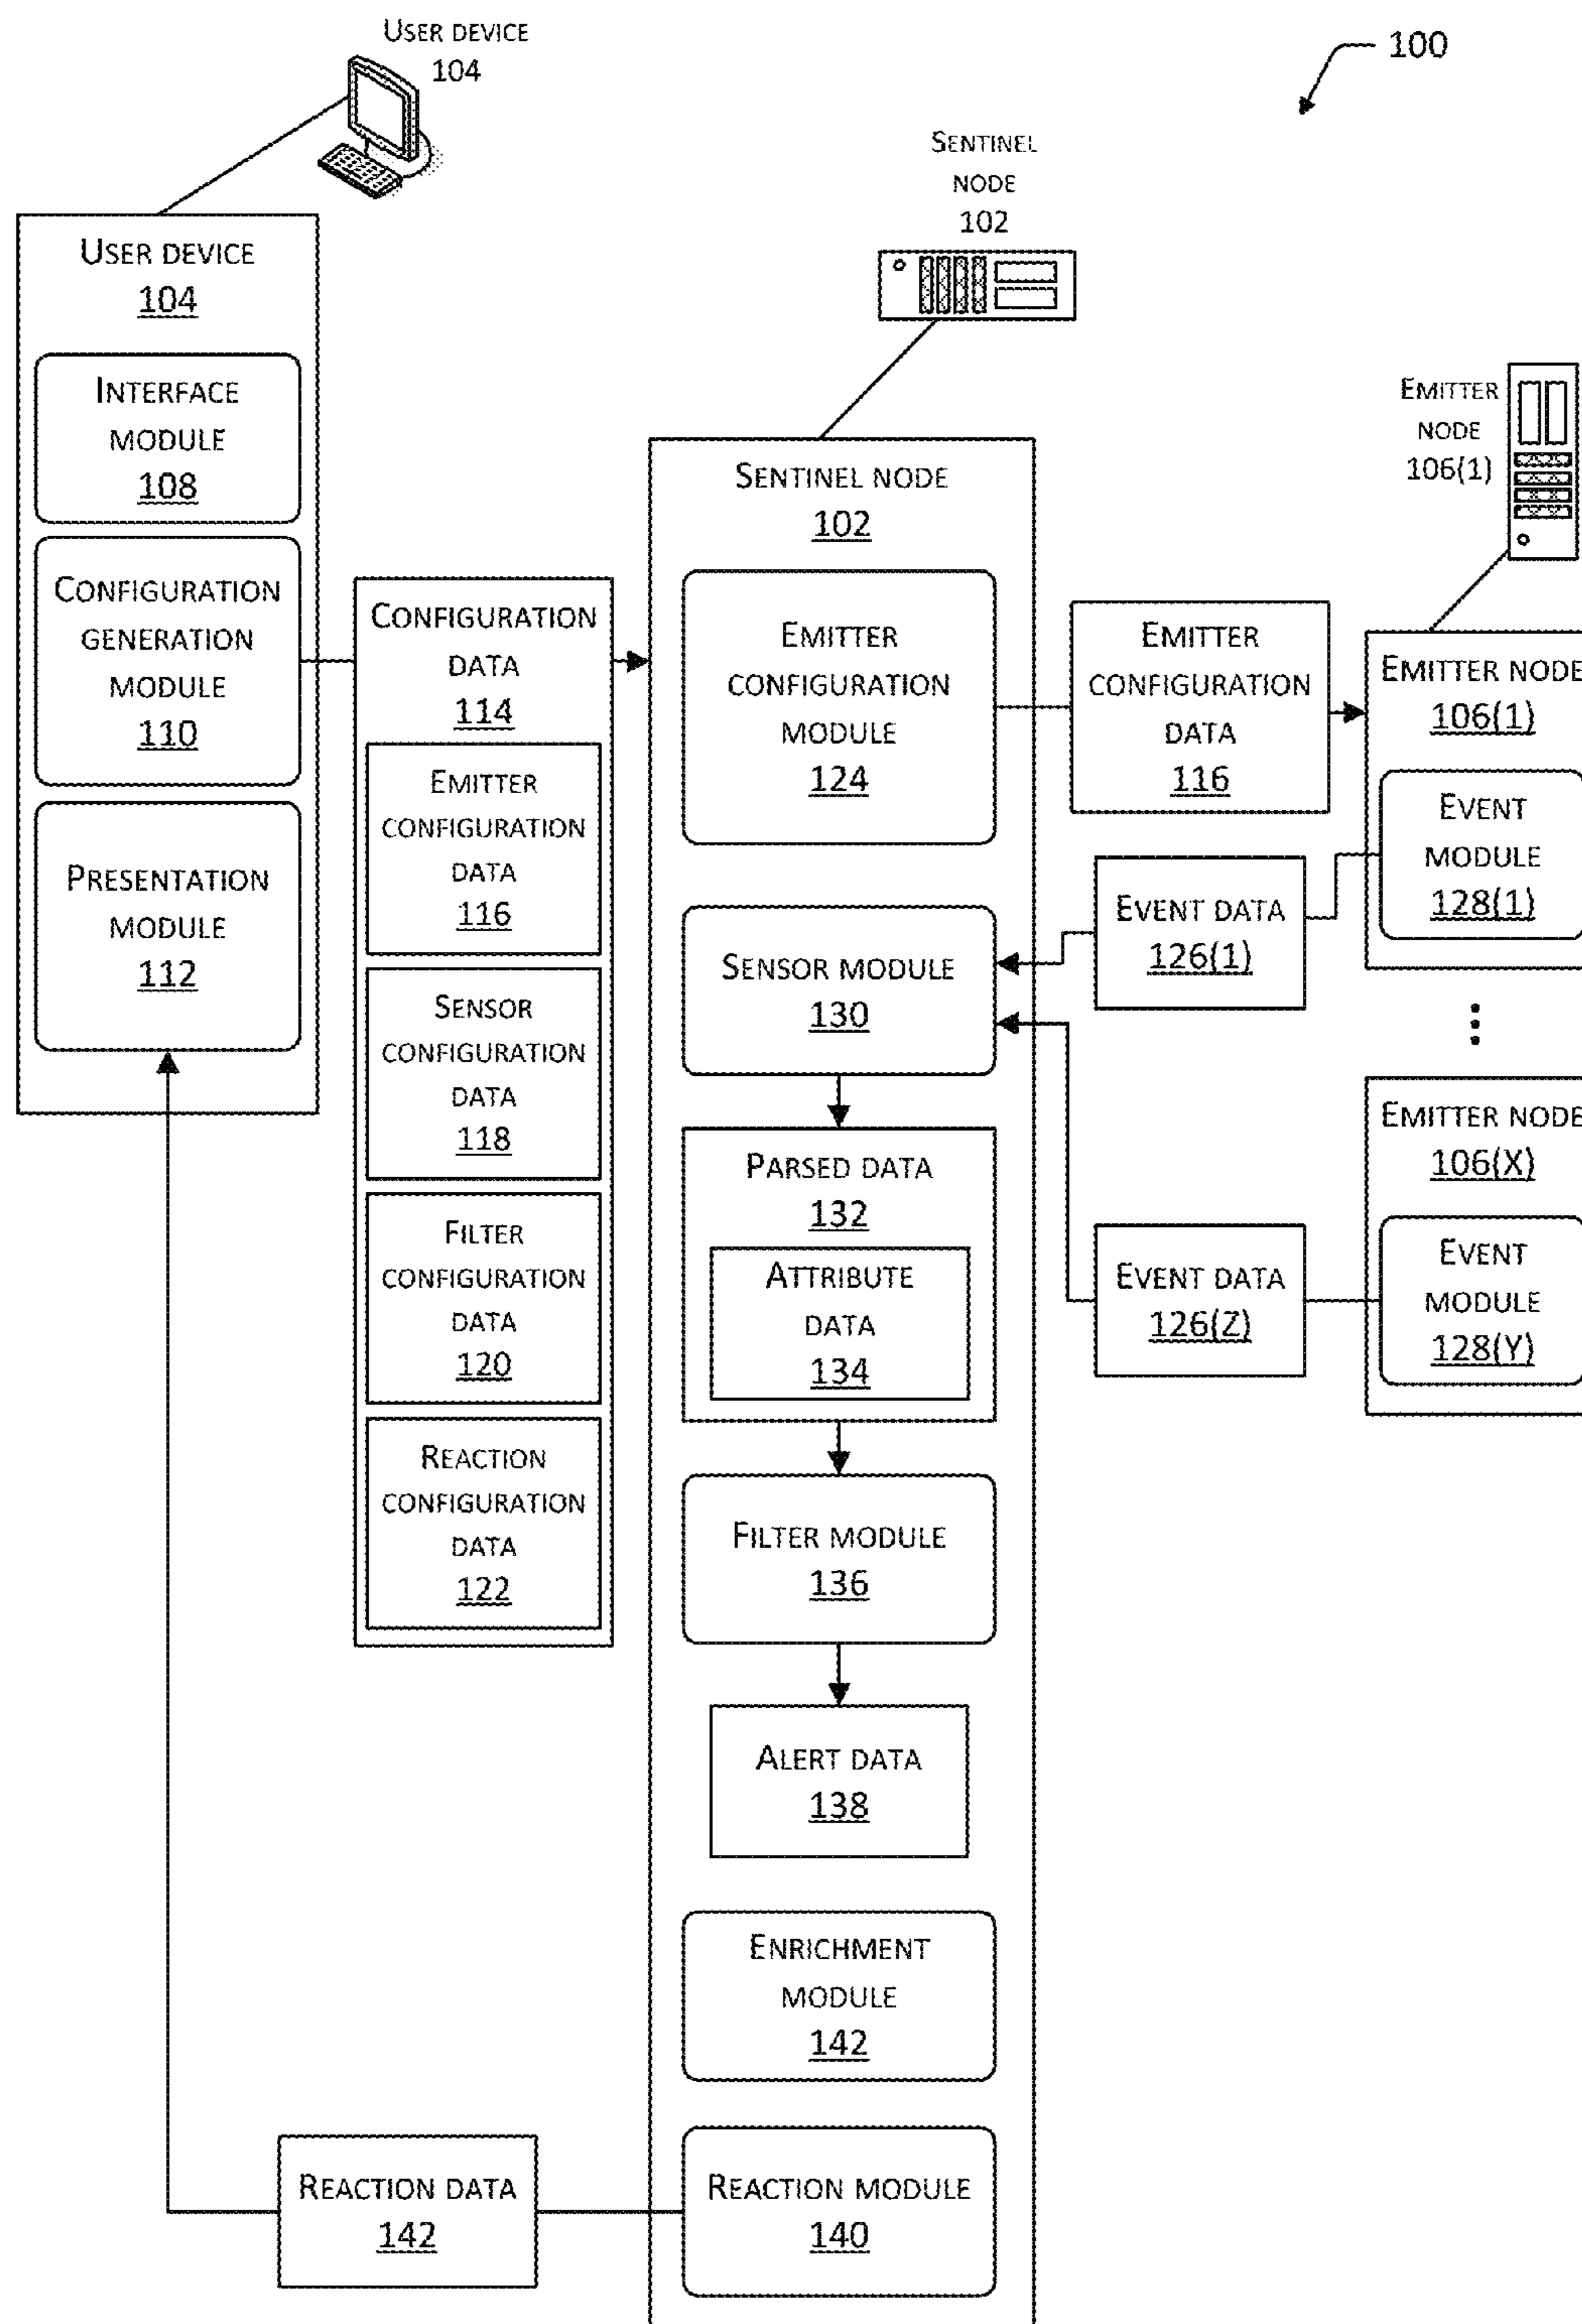 USER DEVICE
104
100
SENTINEL
NODE
102
USER DEVICE
104
INTERFACE
MODULE
108
CONFIGURATION
GENERATION
MODULE
110
PRESENTATION
MODULE
112
CONFIGURATION
DATA
114
EMITTER
CONFIGURATION
DATA
116
SENSOR
CONFIGURATION
DATA
118
FILTER
CONFIGURATION
DATA
120
REACTION
CONFIGURATION
DATA
122
SENTINEL NODE
102
EMITTER
CONFIGURATION
MODULE
124
SENSOR MODULE
130
PARSED DATA
132
ATTRIBUTE
DATA
134
FILTER MODULE
136
ALERT DATA
138
ENRICHMENT
MODULE
142
REACTION MODULE
140
REACTION DATA
142
EMITTER
CONFIGURATION
DATA
116
EVENT DATA
126(1)
EVENT DATA
126(Z)
EMITTER
NODE
106(1)
EMITTER NODE
106(1)
EVENT
MODULE
128(1)
EMITTER NODE
106(X)
EVENT
MODULE
128(Y)